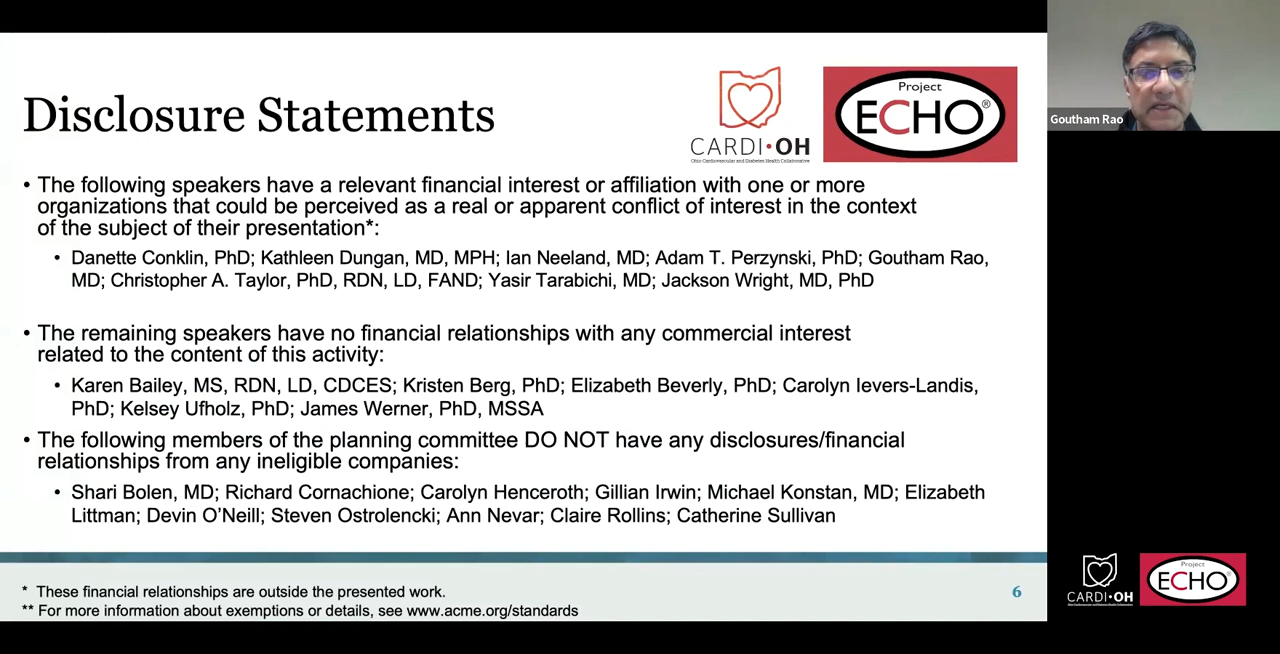 Disclosure Statements
CARDI•OH
Ohio Cardiovascular and Diabetes Health Collaborative
Project
ECHO®
Goutham Rao
• The following speakers have a relevant financial interest or affiliation with one or more
organizations that could be perceived as a real or apparent conflict of interest in the context
of the subject of their presentation*:
• Danette Conklin, PhD; Kathleen Dungan, MD, MPH; Ian Neeland, MD; Adam T. Perzynski, PhD; Goutham Rao,
MD; Christopher A. Taylor, PhD, RDN, LD, FAND; Yasir Tarabichi, MD; Jackson Wright, MD, PhD
• The remaining speakers have no financial relationships with any commercial interest
related to the content of this activity:
• Karen Bailey, MS, RDN, LD, CDCES; Kristen Berg, PhD; Elizabeth Beverly, PhD; Carolyn Ievers-Landis,
PhD; Kelsey Ufholz, PhD; James Werner, PhD, MSSA
• The following members of the planning committee DO NOT have any disclosures/financial
relationships from any ineligible companies:
• Shari Bolen, MD; Richard Cornachione; Carolyn Henceroth; Gillian Irwin; Michael Konstan, MD; Elizabeth
Littman; Devin O’Neill; Steven Ostrolencki; Ann Nevar; Claire Rollins; Catherine Sullivan
* These financial relationships are outside the presented work.
** For more information about exemptions or details, see www.acme.org/standards
6
CARDI•OH
Project
ECHO®